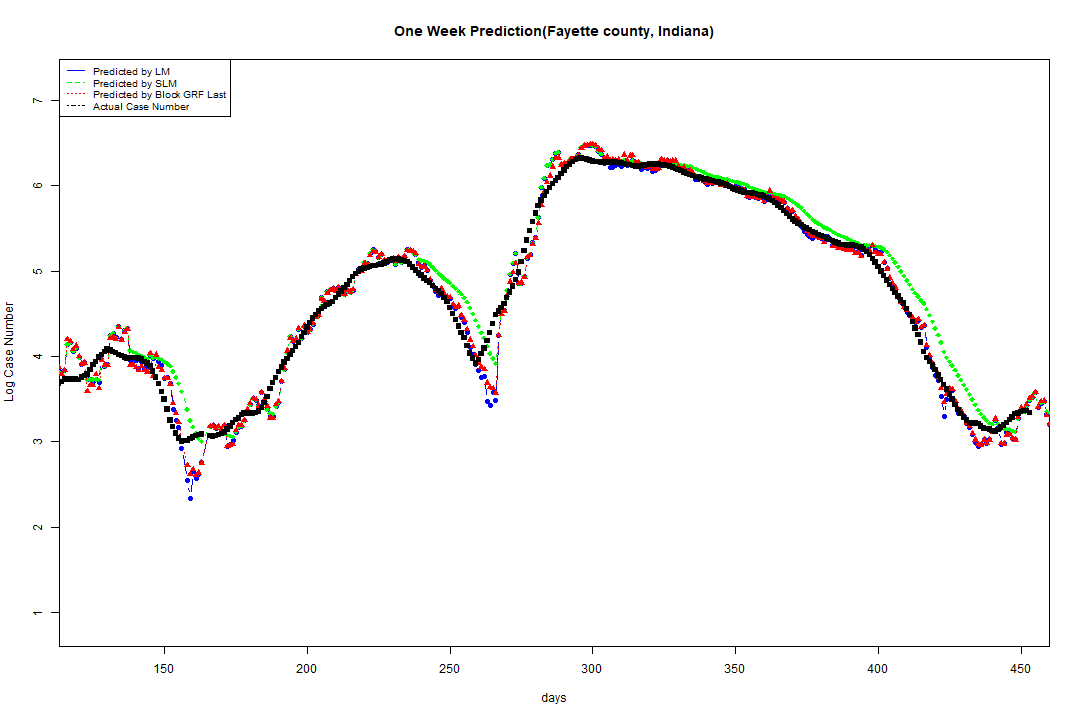 One Week Prediction(Fayette county, Indiana)
Predicted by LM
Predicted by SLM
Predicted by Block GRF Last
Actual Case Number
7
6
5
4
3
2
1
Log Case Number
150 200 250 300 350 400 450
days